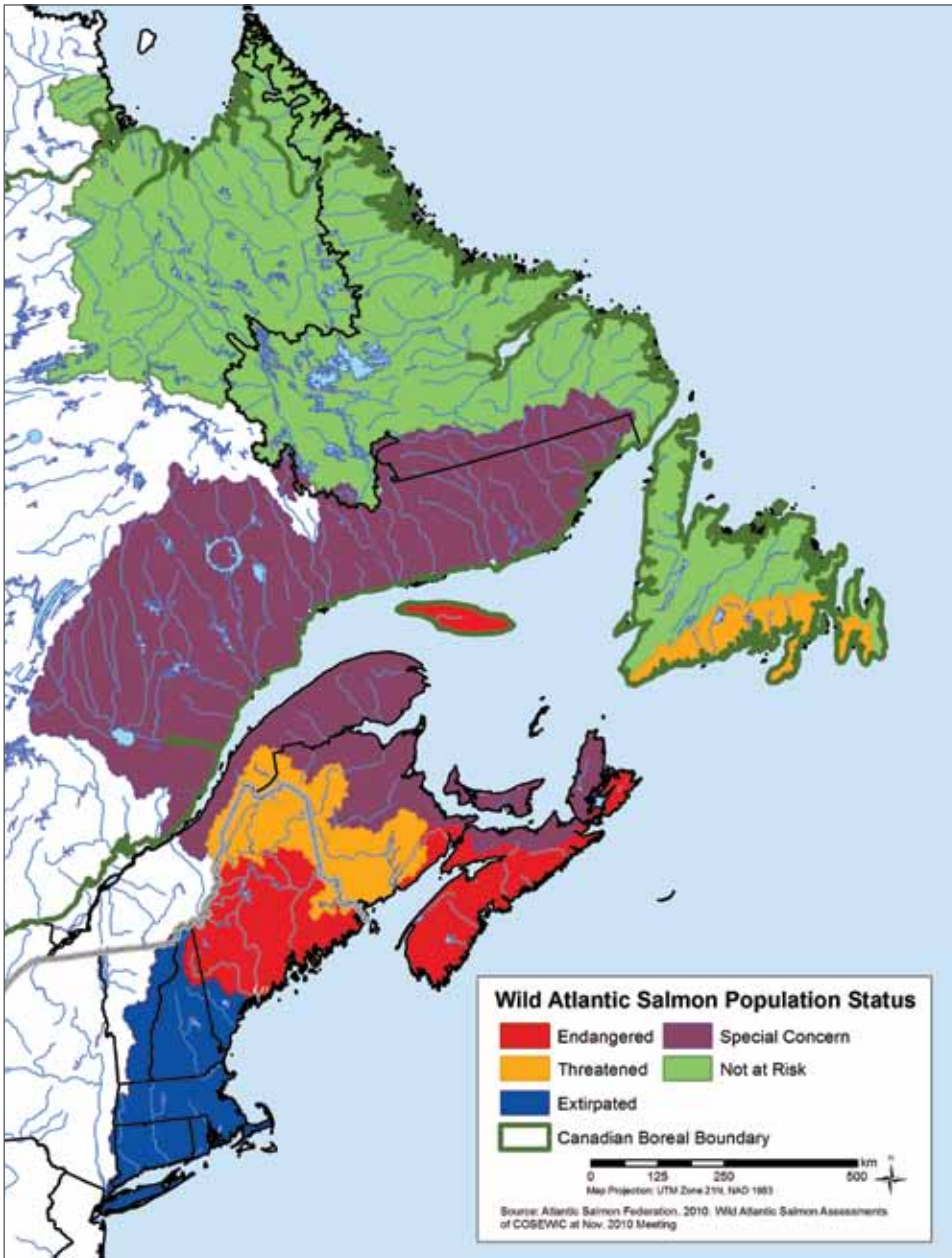 Wild Atlantic Salmon Population Status
Endangered
Special Concern
Threatened
Not at Risk
Extirpated
Canadian Boreal Boundary
km
0 125 250 500
N
Map Projection: UTM Zone 21N, NAD 1983
Source: Atlantic Salmon Federation. 2010. Wild Atlantic Salmon Assessments
of COSEWIC at Nov. 2010 Meeting